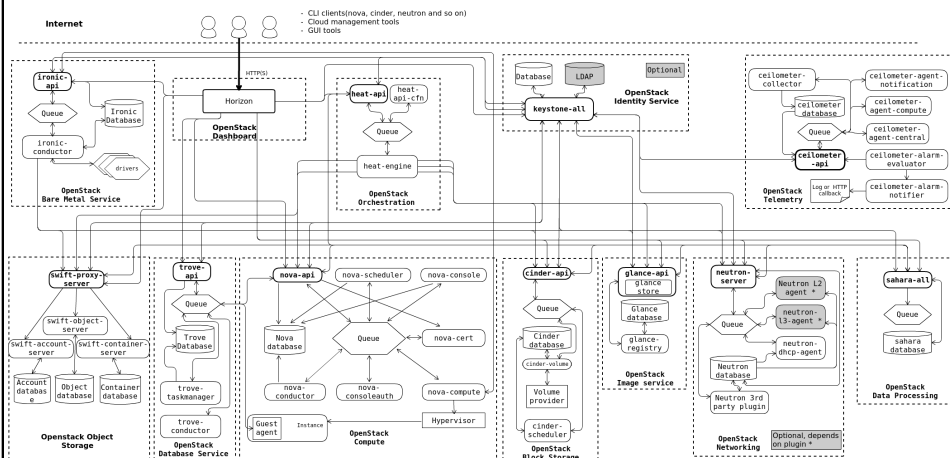 Internet
- CLI clients(nova, cinder, neutron and so on)
- Cloud management tools
- GUI tools
HTTP(S)
ironic-
api
Queue
Ironic
Database
ironic-
conductor
drivers
OpenStack
Bare Metal Service
Horizon
OpenStack
Dashboard
heat-api
heat-
api-cfn
Queue
heat-engine
OpenStack
Orchestration
Database
LDAP
Optional
OpenStack
Identity Service
keystone-all
ceilometer-
collector
ceilometer-agent-
notification
ceilometer
database
ceilometer-
agent-compute
Queue
ceilometer-
agent-central
ceilometer
-api
ceilometer-alarm-
evaluator
Log or HTTP
callback
ceilometer-alarm-
notifier
OpenStack
Telemetry
swift-proxy-
server
swift-object-
server
swift-account-
server
swift-container-
server
Account
databas
e
Object
database
Container
database
Openstack Object
Storage
trove-
api
Queue
Trove
Database
trove-
taskmanager
trove-
conductor
OpenStack
Database Service
nova-api
nova-scheduler
nova-console
Nova
database
Queue
nova-cert
nova-
conductor
nova-
consoleauth
nova-compute
Guest
agent
Instance
Hypervisor
OpenStack
Compute
cinder-api
Queue
Cinder
database
cinder-volume
Volume
provider
cinder-
scheduler
OpenStack
Block Storage
glance-api
glance
store
Glance
database
glance-
registry
OpenStack
Image service
neutron-
server
Neutron L2
agent *
neutron-
l3-agent *
Queue
neutron-
dhcp-agent
Neutron
database
Neutron 3rd
party plugin
OpenStack
Networking
Optional, depends
on plugin *
sahara-all
Queue
sahara
database
OpenStack
Data Processing